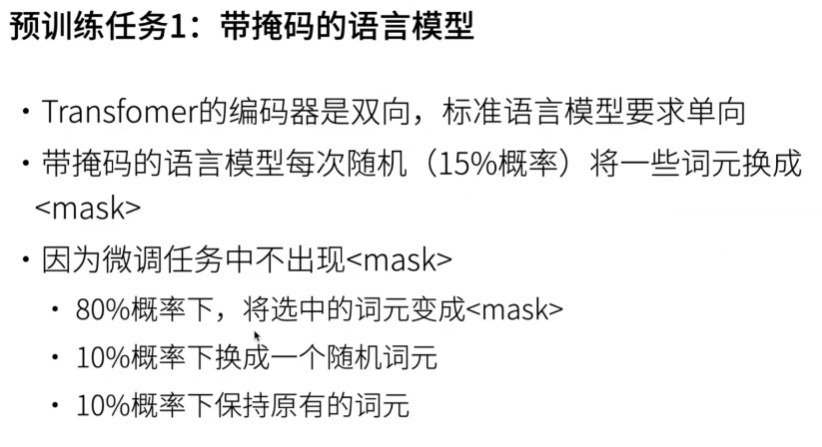 预训练任务1：带掩码的语言模型
・Transfomer的编码器是双向，标准语言模型要求单向
・带掩码的语言模型每次随机（15%概率）将一些词元换成
<mask>
・因为微调任务中不出现<mask>
・80%概率下，将选中的词元变成<mask>
・10%概率下换成一个随机词元
・10%概率下保持原有的词元